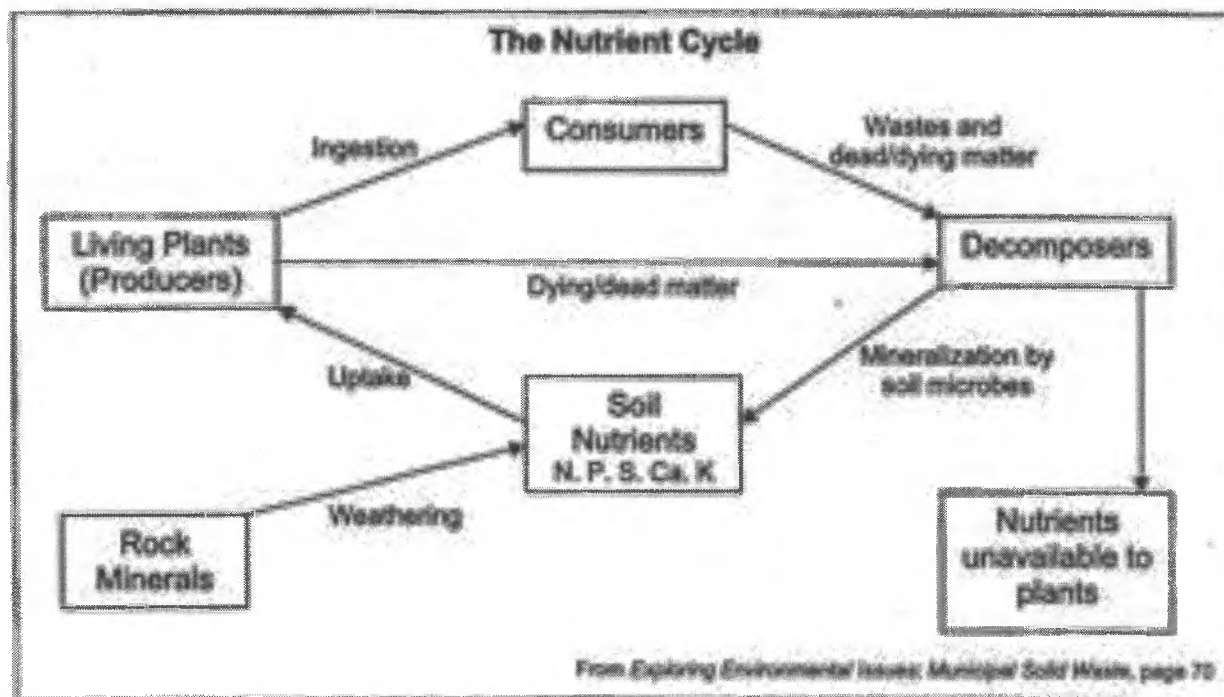 The Nutrient Cycle
Consumers
Ingestion
Wastes and
dead/dying matter
Living Plants
(Producers)
Decomposers
Dying/dead matter
Uptake
Mineralization by
soil microbes
Soil
Nutrients
N. P. S. Ca. K
Weathering
Rock
Minerals
Nutrients
unavailable to
plants
From Exploring Environmental Issues: Municipal Solid Waste, page 70